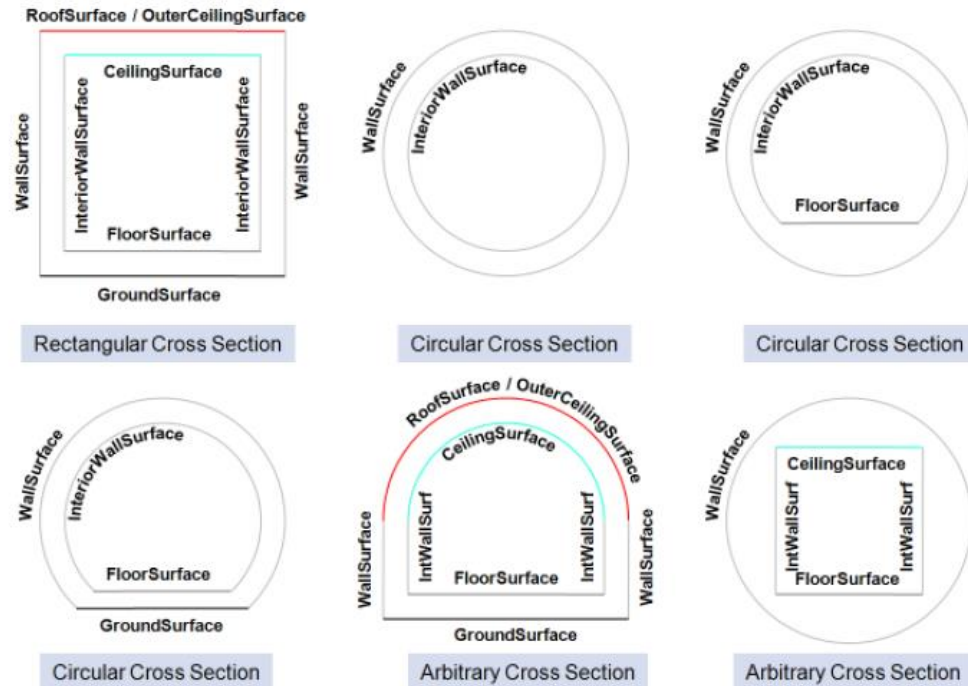 RoofSurface / OuterCeilingSurface
CeilingSurface
WallSurface
InteriorWallSurface
InteriorWallSurface
WallSurface
FloorSurface
GroundSurface
Rectangular Cross Section
WallSurface
InteriorWallSurface
Circular Cross Section
WallSurface
InteriorWallSurface
FloorSurface
Circular Cross Section
WallSurface
InteriorWallSurface
FloorSurface
GroundSurface
Circular Cross Section
RoofSurface / OuterCeilingSurface
CeilingSurface
WallSurface
IntWallSurf
IntWallSurf
WallSurface
FloorSurface
GroundSurface
Arbitrary Cross Section
WallSurface
CeilingSurface
IntWallSurf
IntWallSurf
FloorSurface
Arbitrary Cross Section